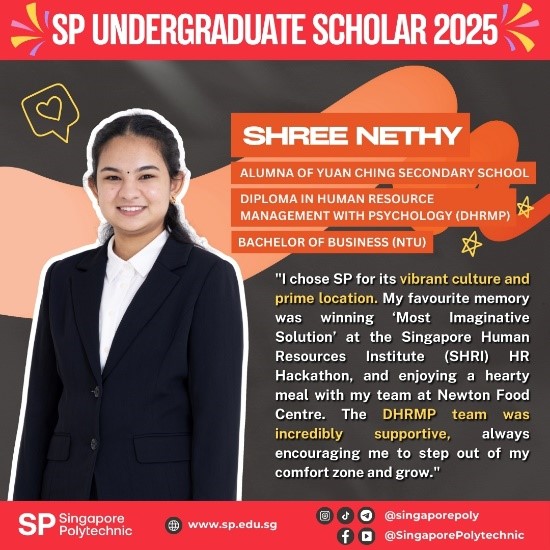 SP UNDERGRADUATE SCHOLAR 2025
SHREE NETHY
ALUMNA OF YUAN CHING SECONDARY SCHOOL
DIPLOMA IN HUMAN RESOURCE
MANAGEMENT WITH PSYCHOLOGY (DHRMP)
BACHELOR OF BUSINESS (NTU)
"I chose SP for its vibrant culture and
prime location. My favourite memory
was winning ‘Most Imaginative
Solution’ at the Singapore Human
Resources Institute (SHRI) HR
Hackathon, and enjoying a hearty
meal with my team at Newton Food
Centre. The DHRMP team was
incredibly supportive, always
encouraging me to step out of my
comfort zone and grow."
SP Singapore
Polytechnic
www.sp.edu.sg
@singaporepoly
@SingaporePolytechnic